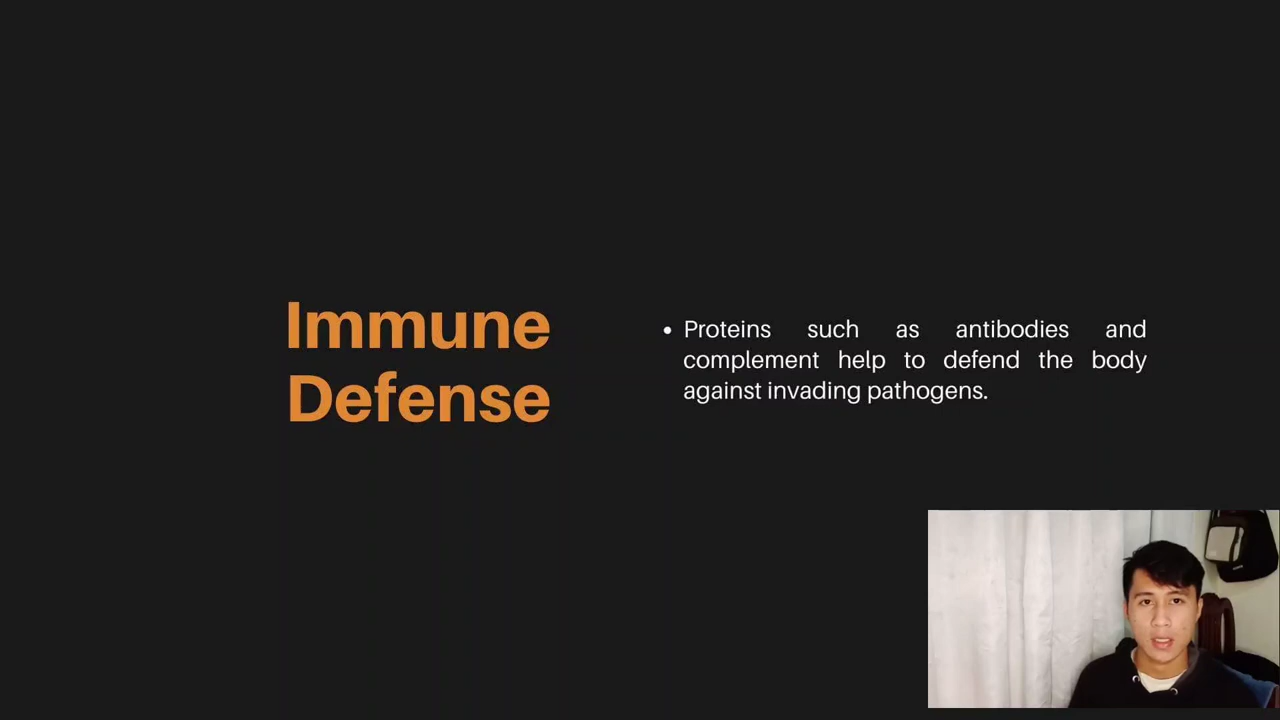 Immune
Defense
• Proteins such as antibodies and
complement help to defend the body
against invading pathogens.